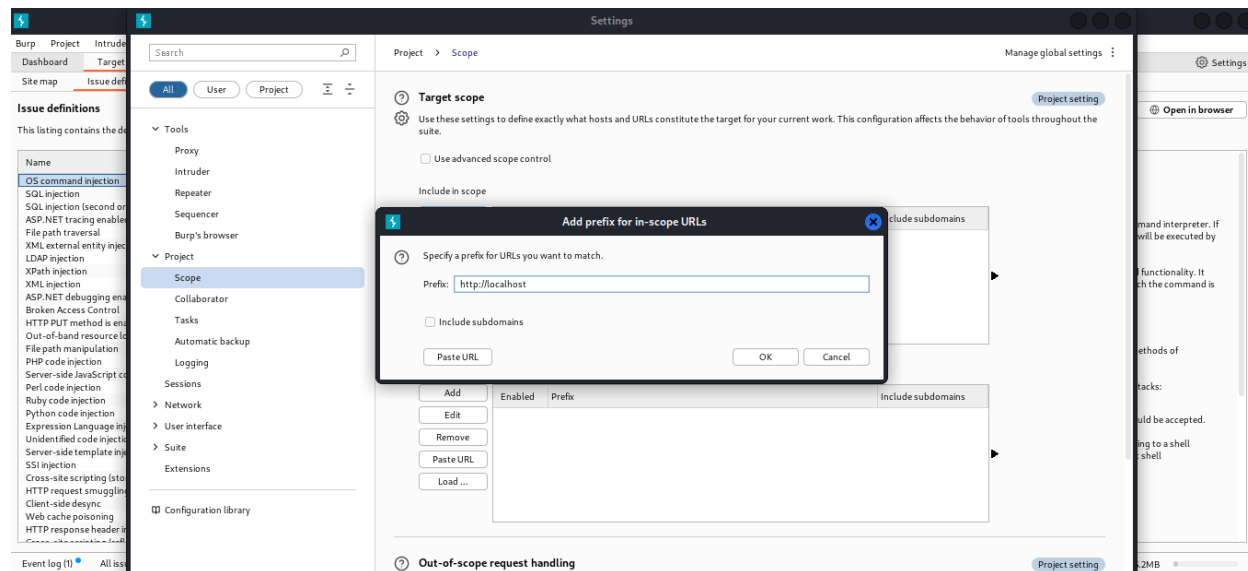 Settings
Burp Project Intrude
Dashboard Target
Settings
Site map Issue defi
Issue definitions
Open in browser
This listing contains the de
Name
OS command injection
SQL injection
SQL injection (second or
ASP.NET tracing enabled
File path traversal
XML external entity injec
LDAP injection
XPath injection
XML injection
ASP.NET debugging ena
Broken Access Control
HTTP PUT method is ena
Out-of-band resource lo
File path manipulation
PHP code injection
Server-side JavaScript co
Perl code injection
Ruby code injection
Python code injection
Expression Language inj
Unidentified code injectio
Server-side template inje
SSI injection
Cross-site scripting (sto
HTTP request smuggling
Client-side desync
Web cache poisoning
HTTP response header in
Event log (1) All issu
Search
All User Project
Tools
Proxy
Intruder
Repeater
Sequencer
Burp's browser
Project
Scope
Collaborator
Tasks
Automatic backup
Logging
Sessions
Network
User interface
Suite
Extensions
Configuration library
Project > Scope
Manage global settings
Target scope
Project setting
Use these settings to define exactly what hosts and URLs constitute the target for your current work. This configuration affects the behavior of tools throughout the
suite.
Use advanced scope control
Include in scope
clude subdomains
Add prefix for in-scope URLs
Specify a prefix for URLs you want to match.
Prefix: http://localhost
Include subdomains
Paste URL OK Cancel
Add
Edit
Remove
Paste URL
Load ...
Enabled Prefix Include subdomains
Out-of-scope request handling
Project setting
mand interpreter. If
will be executed by
l functionality. It
ch the command is
ethods of
tacks:
uld be accepted.
ing to a shell
shell
.2MB